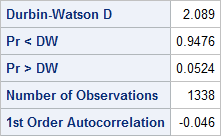 Durbin-Watson D 2.089
Pr < DW 0.9476
Pr > DW 0.0524
Number of Observations 1338
1st Order Autocorrelation -0.046